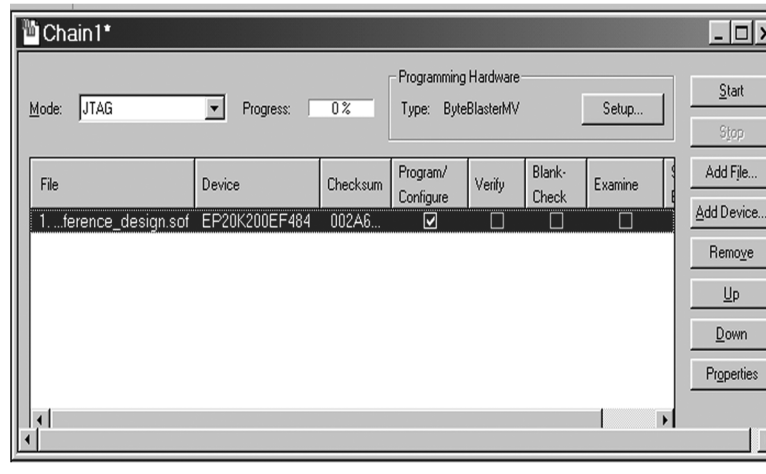 Chain1*
Mode: JTAG
Progress: 0 %
Programming Hardware
Type: ByteBlasterMV
Setup...
Start
Stop
Add File...
Add Device...
Remove
Up
Down
Properties
File Device Checksum Program/ Configure Verify Blank- Check Examine
1. ...ference_design.sof EP20K200EF484 002A6...